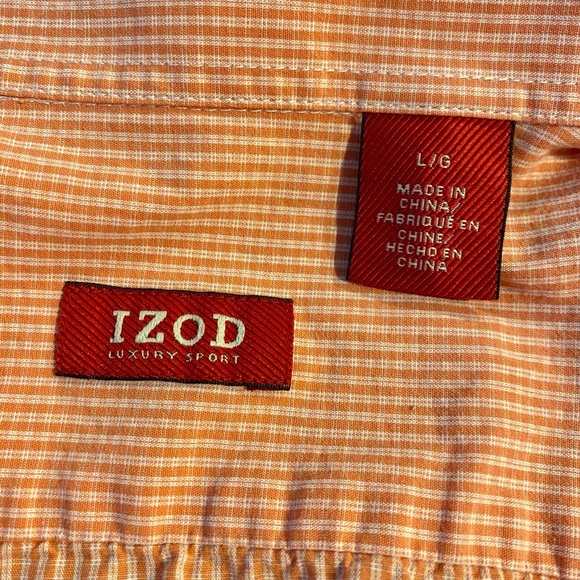 L/G
MADE IN
CHINA/
FABRIQUÉ EN
CHINE/
HECHO EN
CHINA
IZOD
LUXURY SPORT